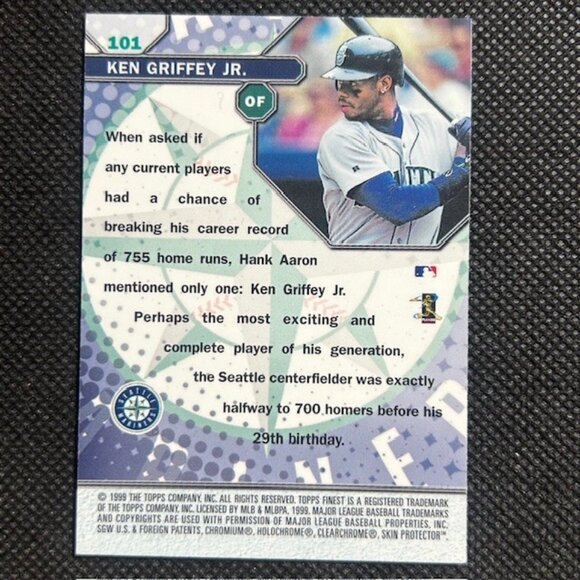 101
KEN GRIFFEY JR.
OF
When asked if
any current players
had a chance of
breaking his career record
of 755 home runs, Hank Aaron
mentioned only one: Ken Griffey Jr.
Perhaps the most exciting and
complete player of his generation,
the Seattle centerfielder was exactly
halfway to 700 homers before his
29th birthday.
SEATTLE
MARINERS
© 1999 THE TOPPS COMPANY, INC. ALL RIGHTS RESERVED. TOPPS FINEST IS A REGISTERED TRADEMARK
OF THE TOPPS COMPANY, INC. LICENSED BY MLB & MLBPA, 1999. MAJOR LEAGUE BASEBALL TRADEMARKS
AND COPYRIGHTS ARE USED WITH PERMISSION OF MAJOR LEAGUE BASEBALL PROPERTIES, INC.
SGW U.S. & FOREIGN PATENTS, CHROMIUM®, HOLOCHROME®, CLEARCHROME®, SKIN PROTECTOR™.